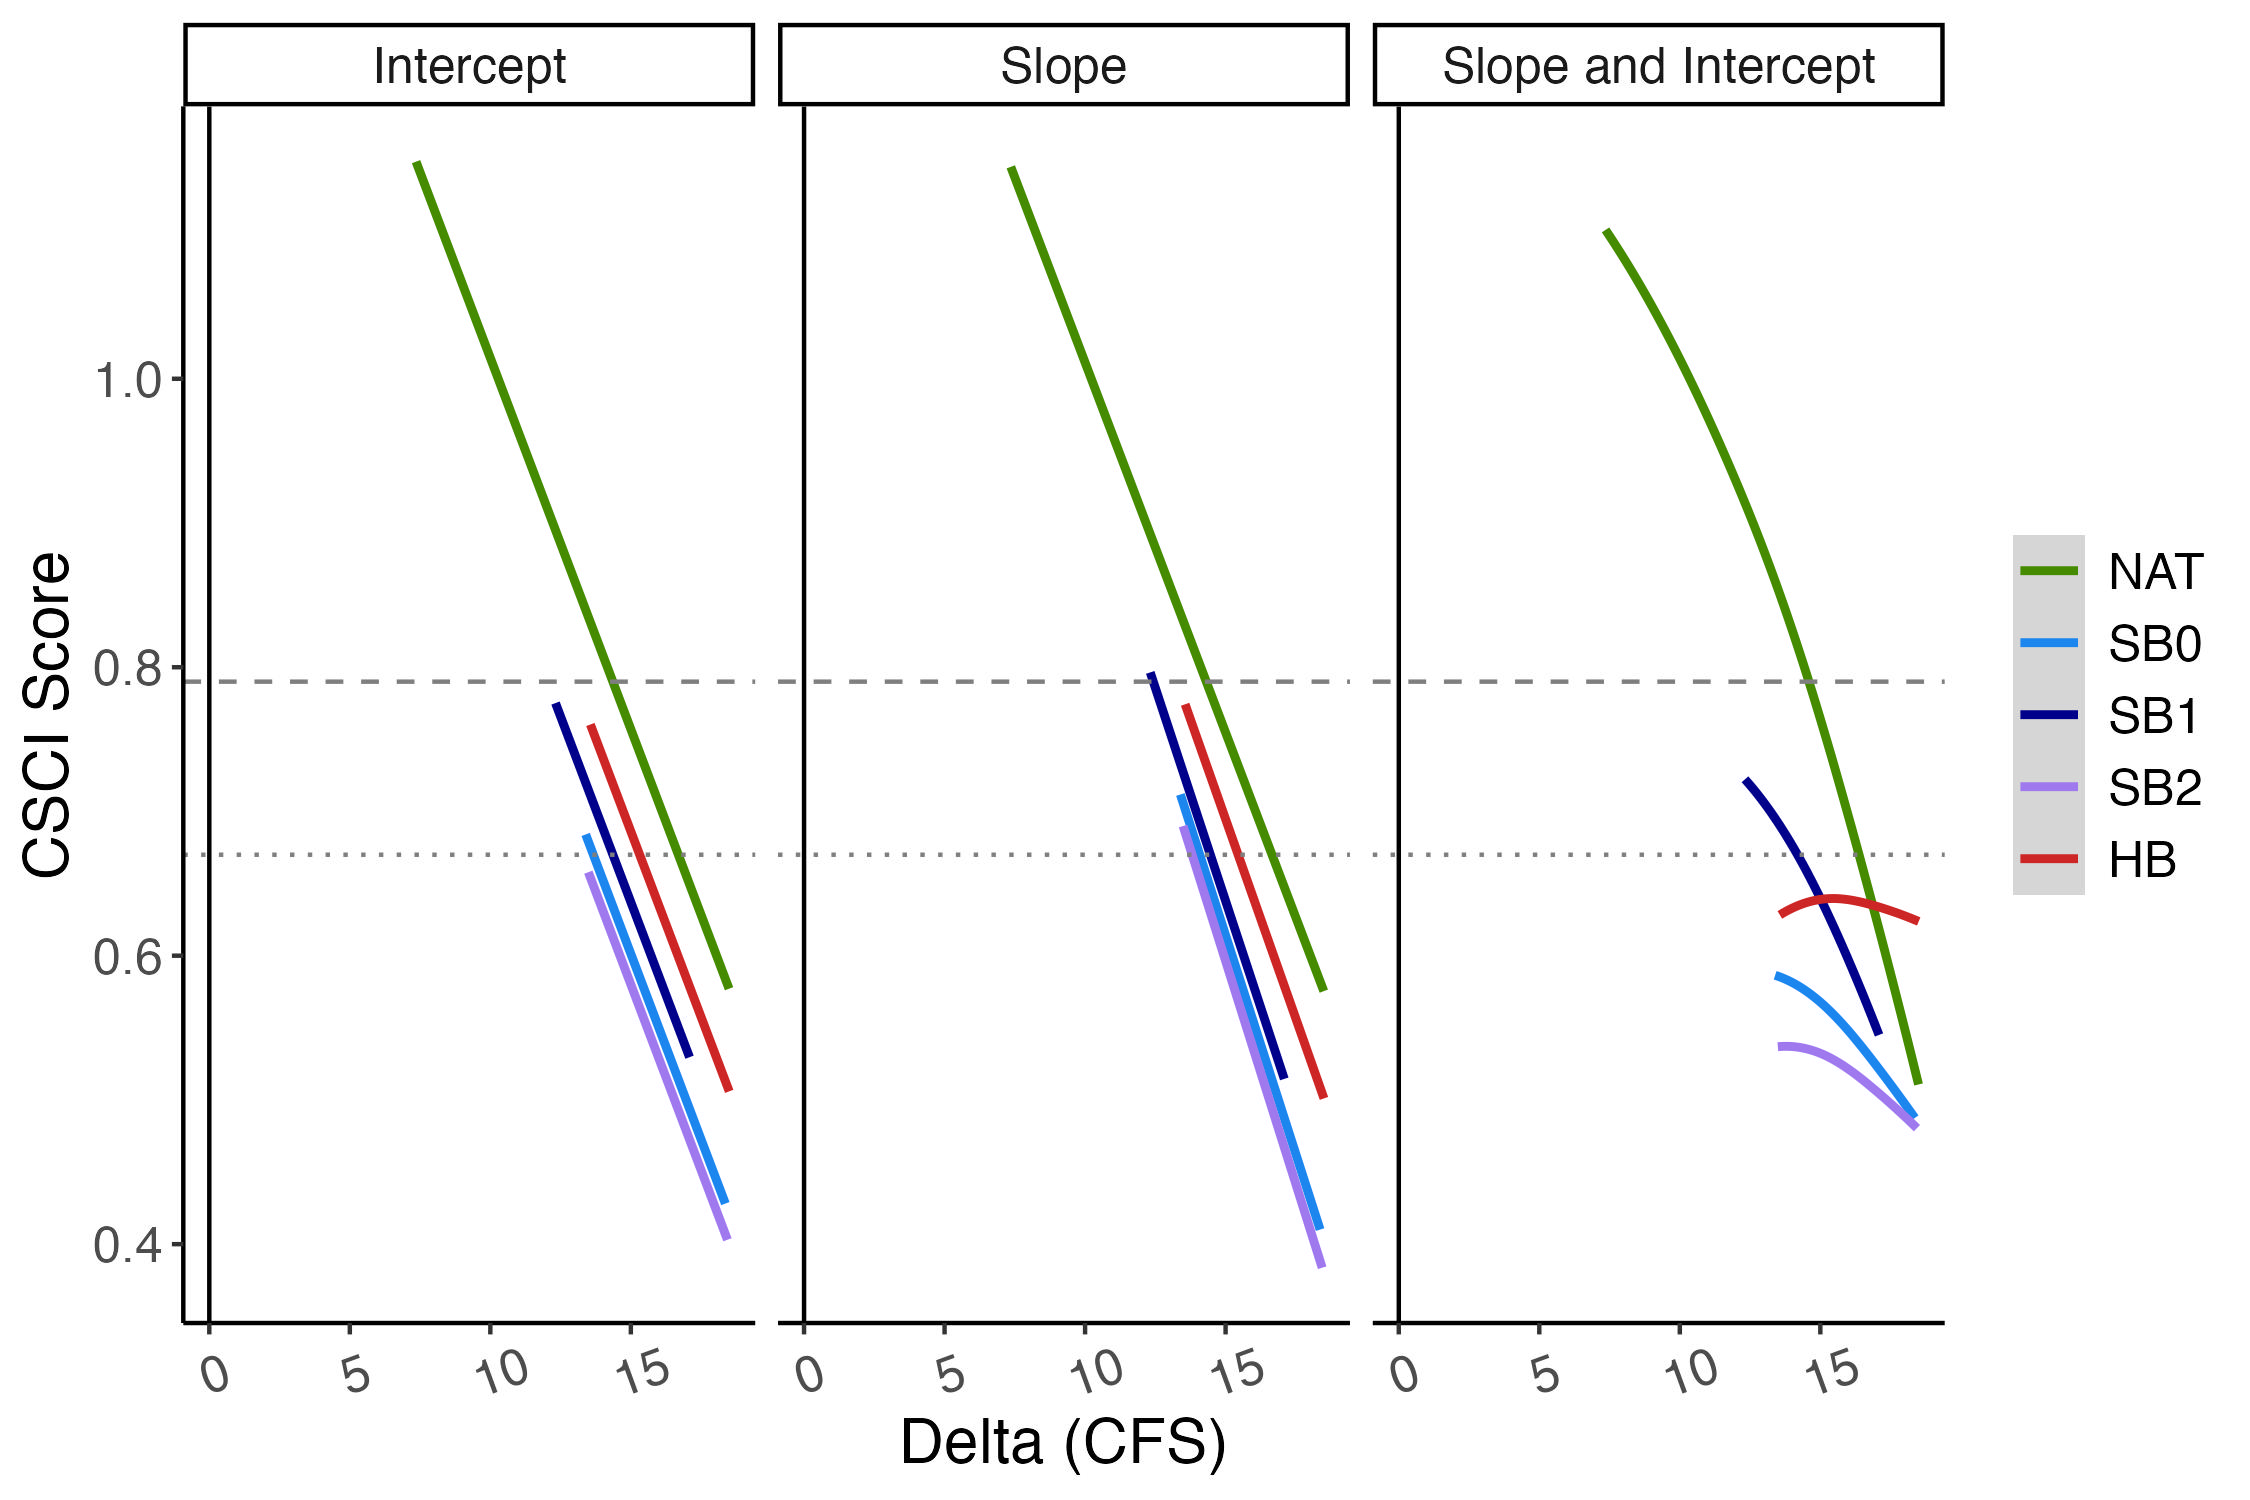 Intercept
Slope
Slope and Intercept
CSCI Score
1.0
0.8
0.6
0.4
0 5 10 15
0 5 10 15
0 5 10 15
Delta (CFS)
NAT
SB0
SB1
SB2
HB